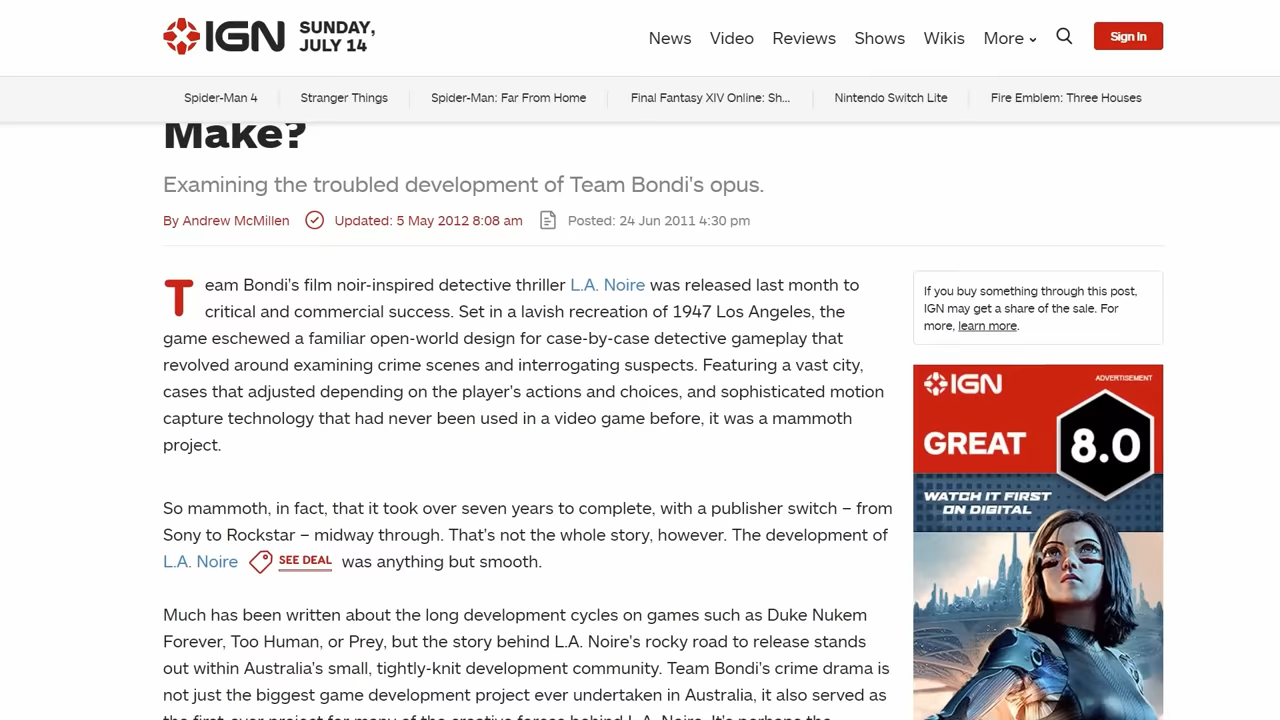 IGN
SUNDAY,
JULY 14
News Video Reviews Shows Wikis More
Sign In
Spider-Man 4 Stranger Things Spider-Man: Far From Home Final Fantasy XIV Online: Sh... Nintendo Switch Lite Fire Emblem: Three Houses
Make?
Examining the troubled development of Team Bondi's opus.
By Andrew McMillen Updated: 5 May 2012 8:08 am Posted: 24 Jun 2011 4:30 pm
Team Bondi's film noir-inspired detective thriller L.A. Noire was released last month to
critical and commercial success. Set in a lavish recreation of 1947 Los Angeles, the
game eschewed a familiar open-world design for case-by-case detective gameplay that
revolved around examining crime scenes and interrogating suspects. Featuring a vast city,
cases that adjusted depending on the player's actions and choices, and sophisticated motion
capture technology that had never been used in a video game before, it was a mammoth
project.
So mammoth, in fact, that it took over seven years to complete, with a publisher switch – from
Sony to Rockstar – midway through. That's not the whole story, however. The development of
L.A. Noire SEE DEAL was anything but smooth.
Much has been written about the long development cycles on games such as Duke Nukem
Forever, Too Human, or Prey, but the story behind L.A. Noire's rocky road to release stands
out within Australia's small, tightly-knit development community. Team Bondi's crime drama is
not just the biggest game development project ever undertaken in Australia, it also served as
the first-ever project for many of the creative forces behind L.A. Noire. It's perhaps the
If you buy something through this post,
IGN may get a share of the sale. For
more, learn more.
IGN
ADVERTISEMENT
GREAT
8.0
WATCH IT FIRST
ON DIGITAL